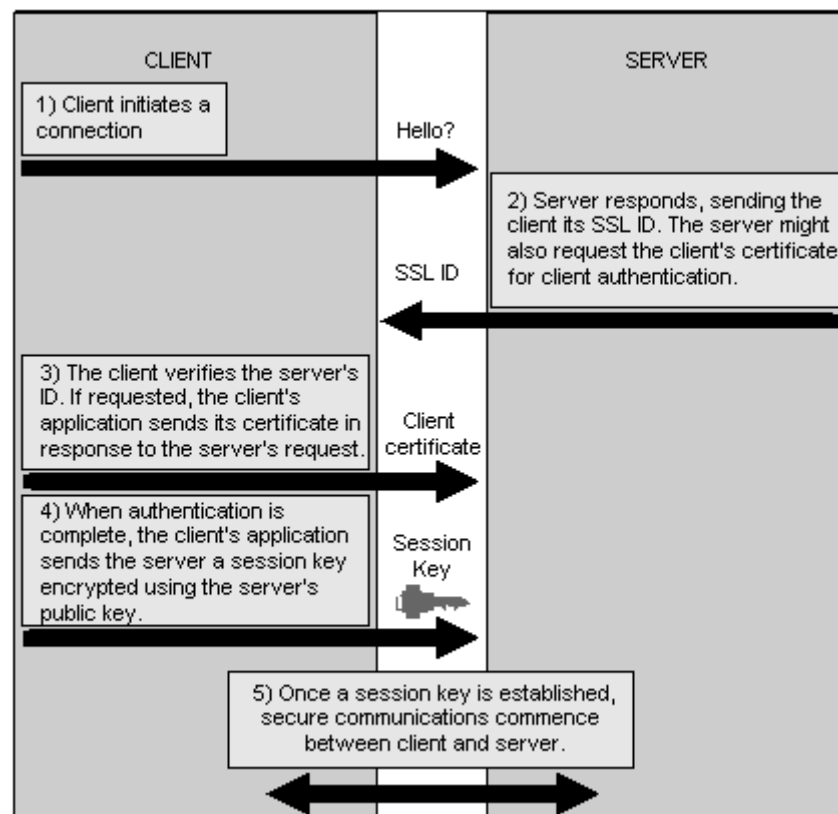 CLIENT
SERVER
1) Client initiates a
connection
Hello?
2) Server responds, sending the
client its SSL ID. The server might
also request the client's certificate
for client authentication.
SSL ID
3) The client verifies the server's
ID. If requested, the client's
application sends its certificate in
response to the server's request.
Client
certificate
4) When authentication is
complete, the client's application
sends the server a session key
encrypted using the server's
public key.
Session
Key
5) Once a session key is established,
secure communications commence
between client and server.